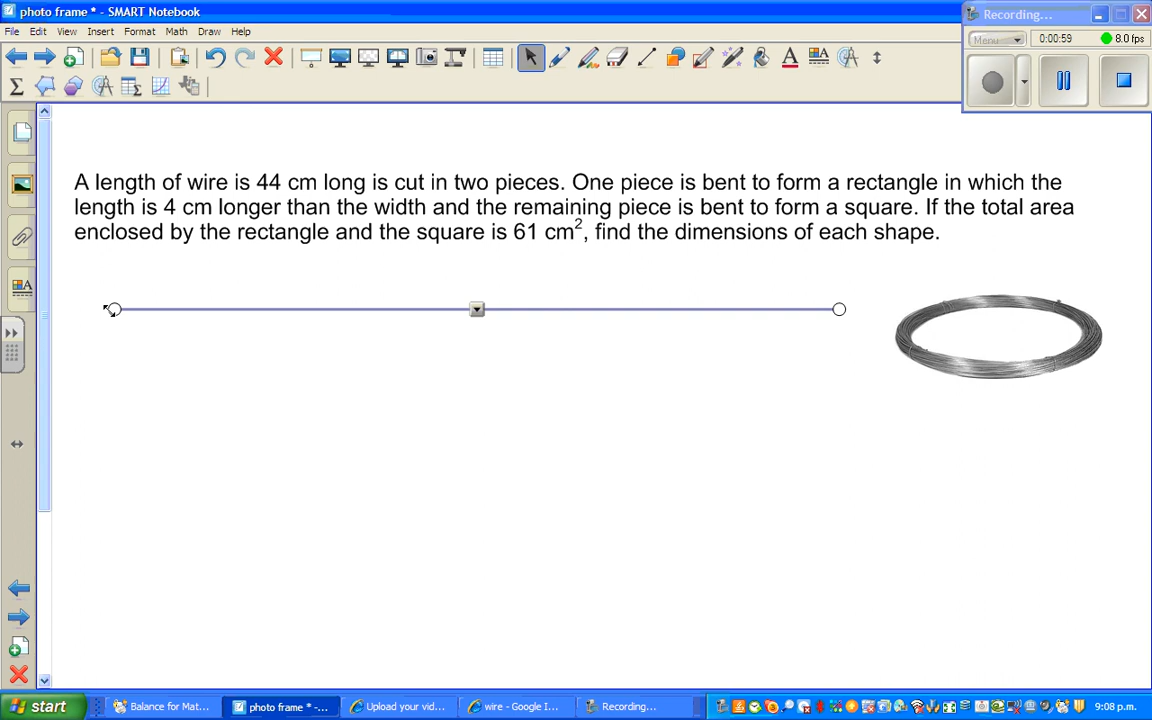 photo frame * - SMART Notebook
Recording...
File Edit View Insert Format Math Draw Help
Menu
0:00:59
8.0 fps
A length of wire is 44 cm long is cut in two pieces. One piece is bent to form a rectangle in which the
length is 4 cm longer than the width and the remaining piece is bent to form a square. If the total area
enclosed by the rectangle and the square is 61 cm², find the dimensions of each shape.
start
Balance for Mat...
photo frame * -...
Upload your vid...
wire - Google I...
Recording...
9:08 p.m.